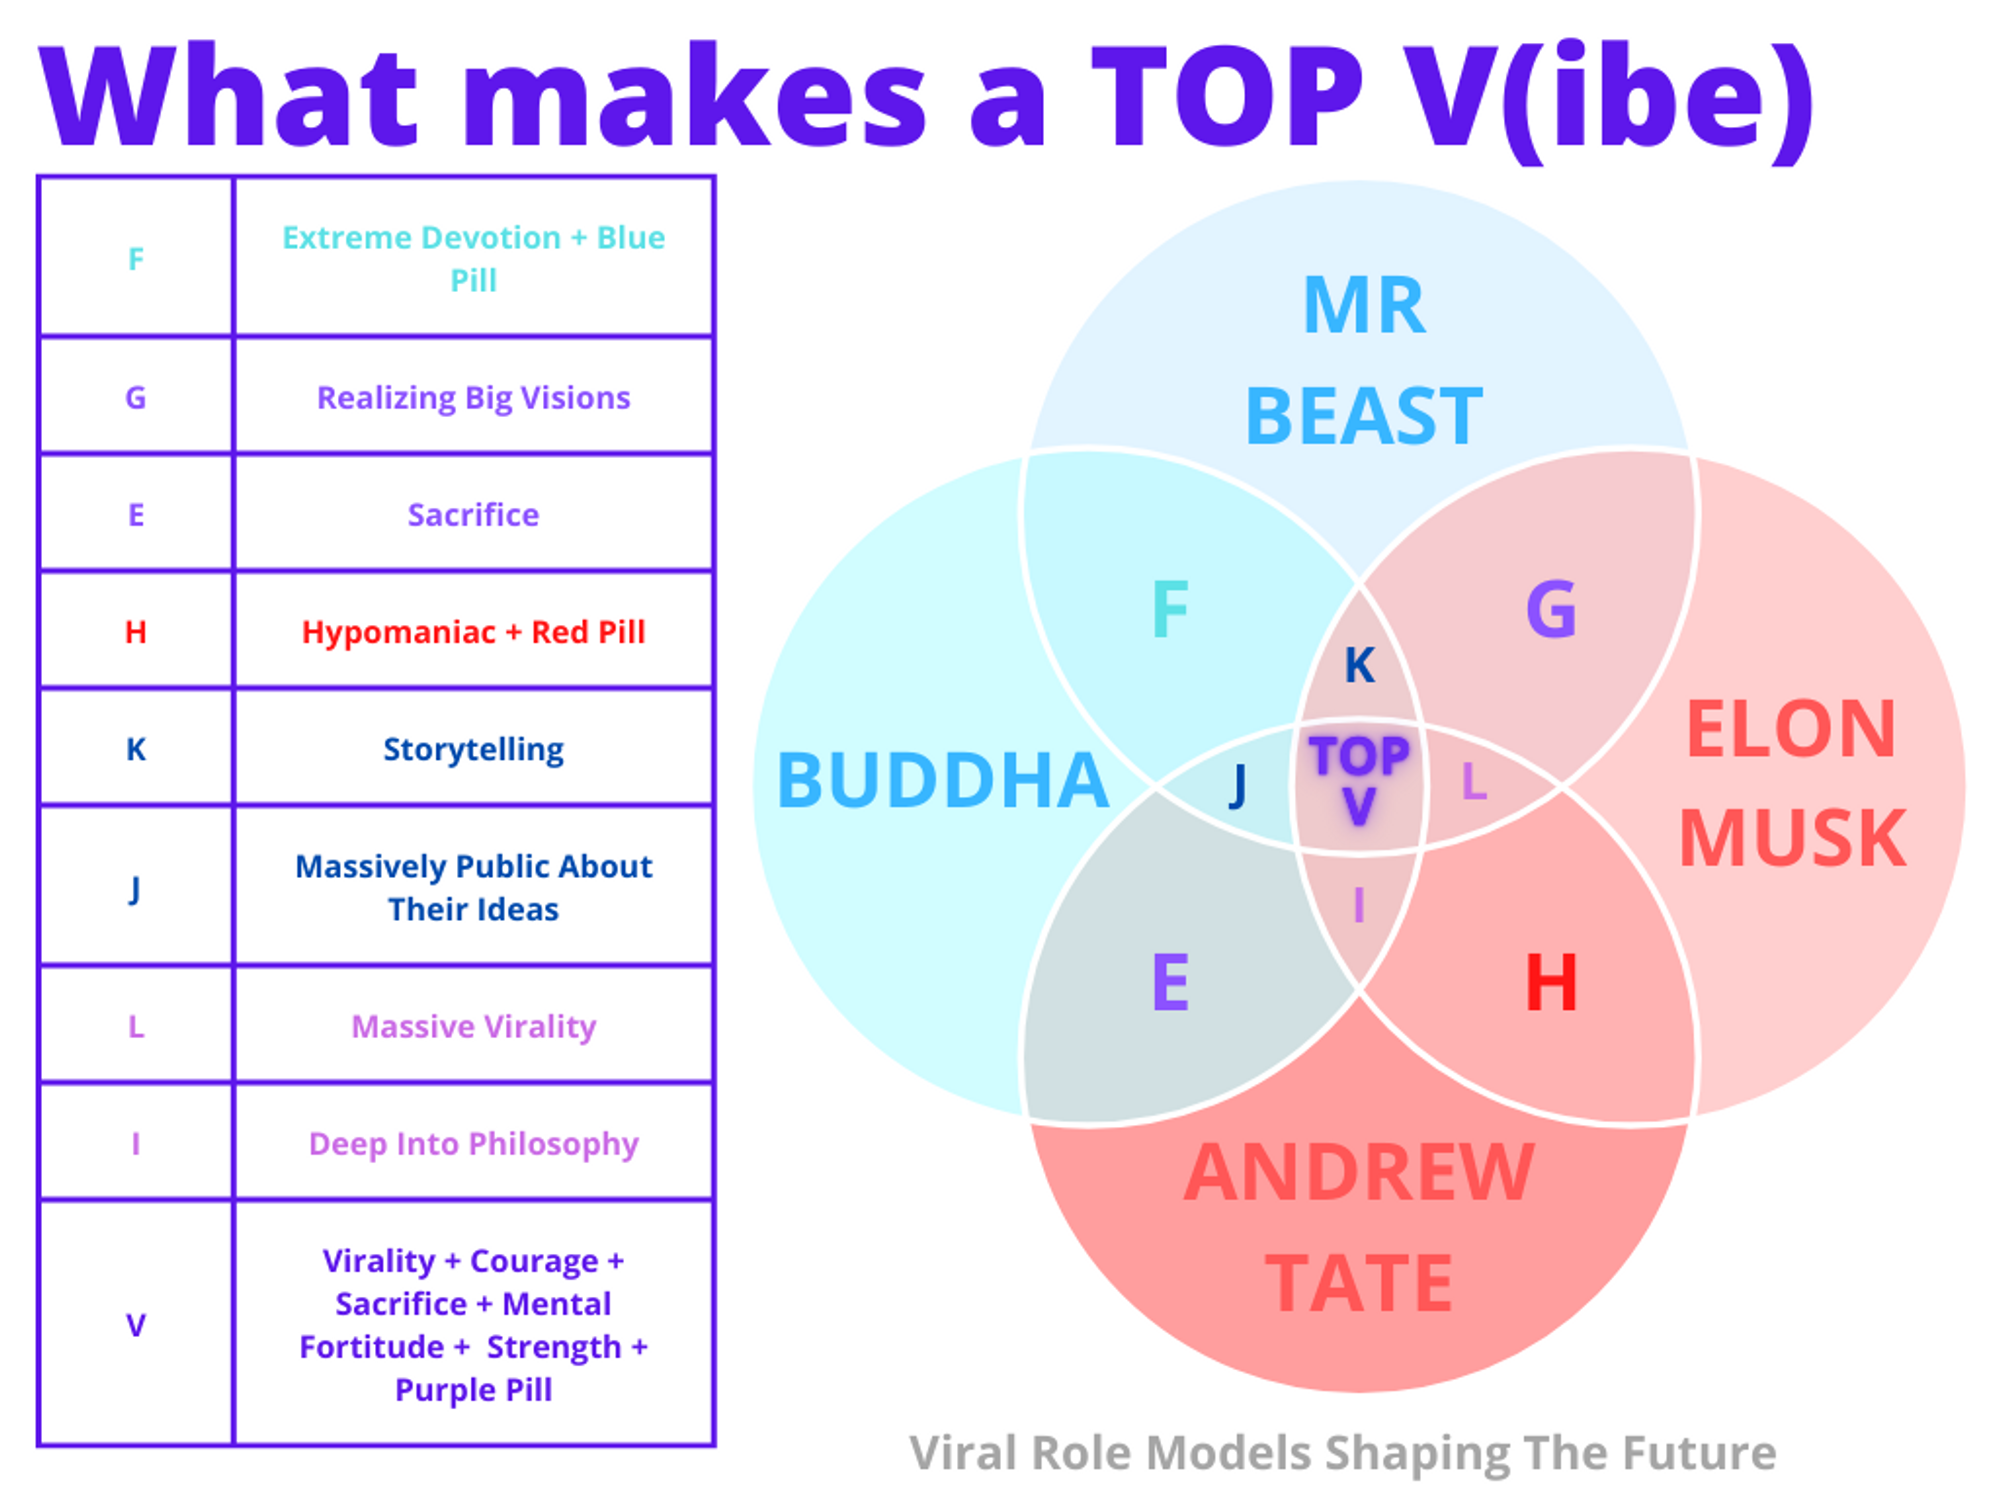 What makes a TOP V(ibe)
F
Extreme Devotion + Blue
Pill
G
Realizing Big Visions
E
Sacrifice
H
Hypomaniac + Red Pill
K
Storytelling
J
Massively Public About
Their Ideas
L
Massive Virality
I
Deep Into Philosophy
V
Virality + Courage +
Sacrifice + Mental
Fortitude + Strength +
Purple Pill
MR
BEAST
F
G
K
BUDDHA
J
TOP
V
L
ELON
MUSK
I
E
H
ANDREW
TATE
Viral Role Models Shaping The Future